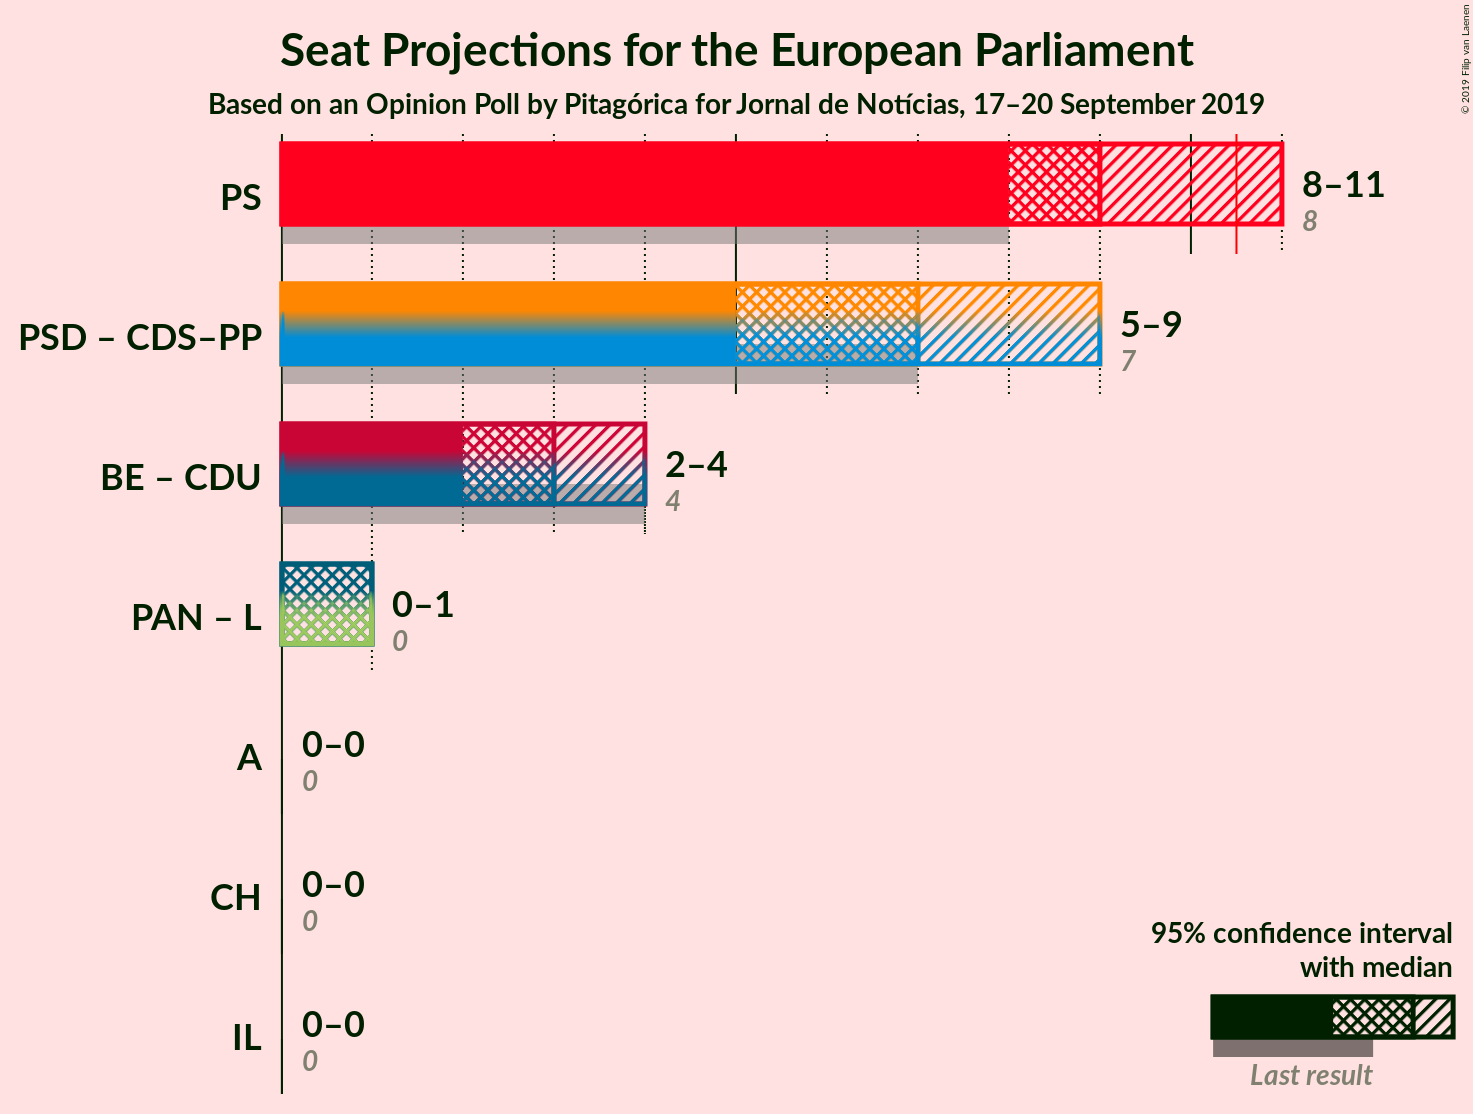 Seat Projections for the European Parliament
Based on an Opinion Poll by Pitagórica for Jornal de Notícias, 17–20 September 2019
© 2019 Filip van Laenen
PS
8–11
8
PSD – CDS–PP
5–9
7
BE – CDU
2–4
4
PAN – L
0–1
0
A
0–0
0
CH
0–0
0
IL
0–0
0
95% confidence interval
with median
Last result